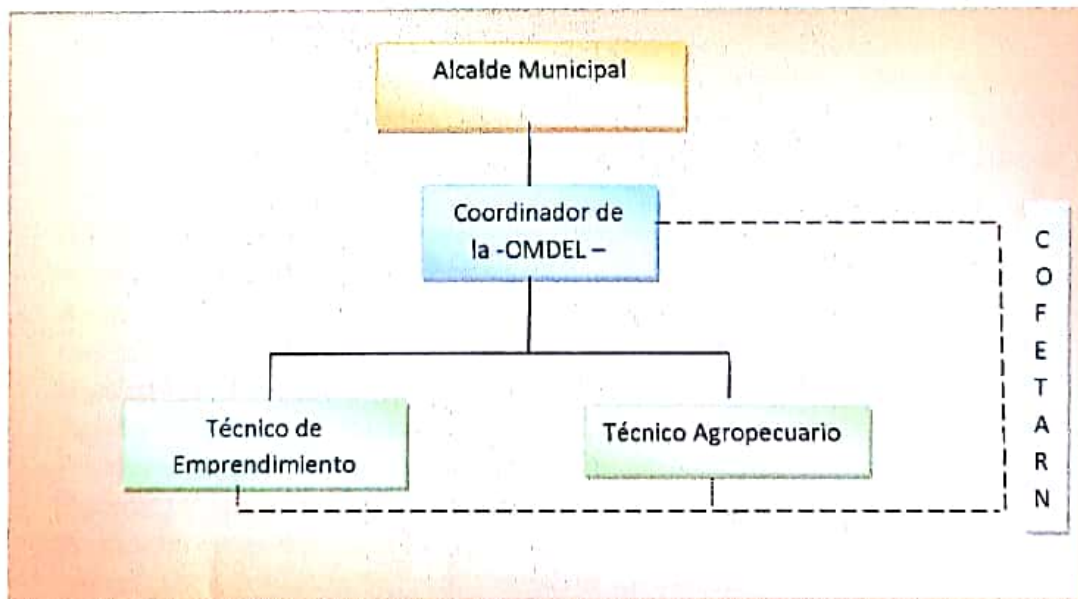 Alcalde Municipal
Coordinador de
la -OMDEL –
Técnico de
Emprendimiento
Técnico Agropecuario
C
O
F
E
T
A
R
N